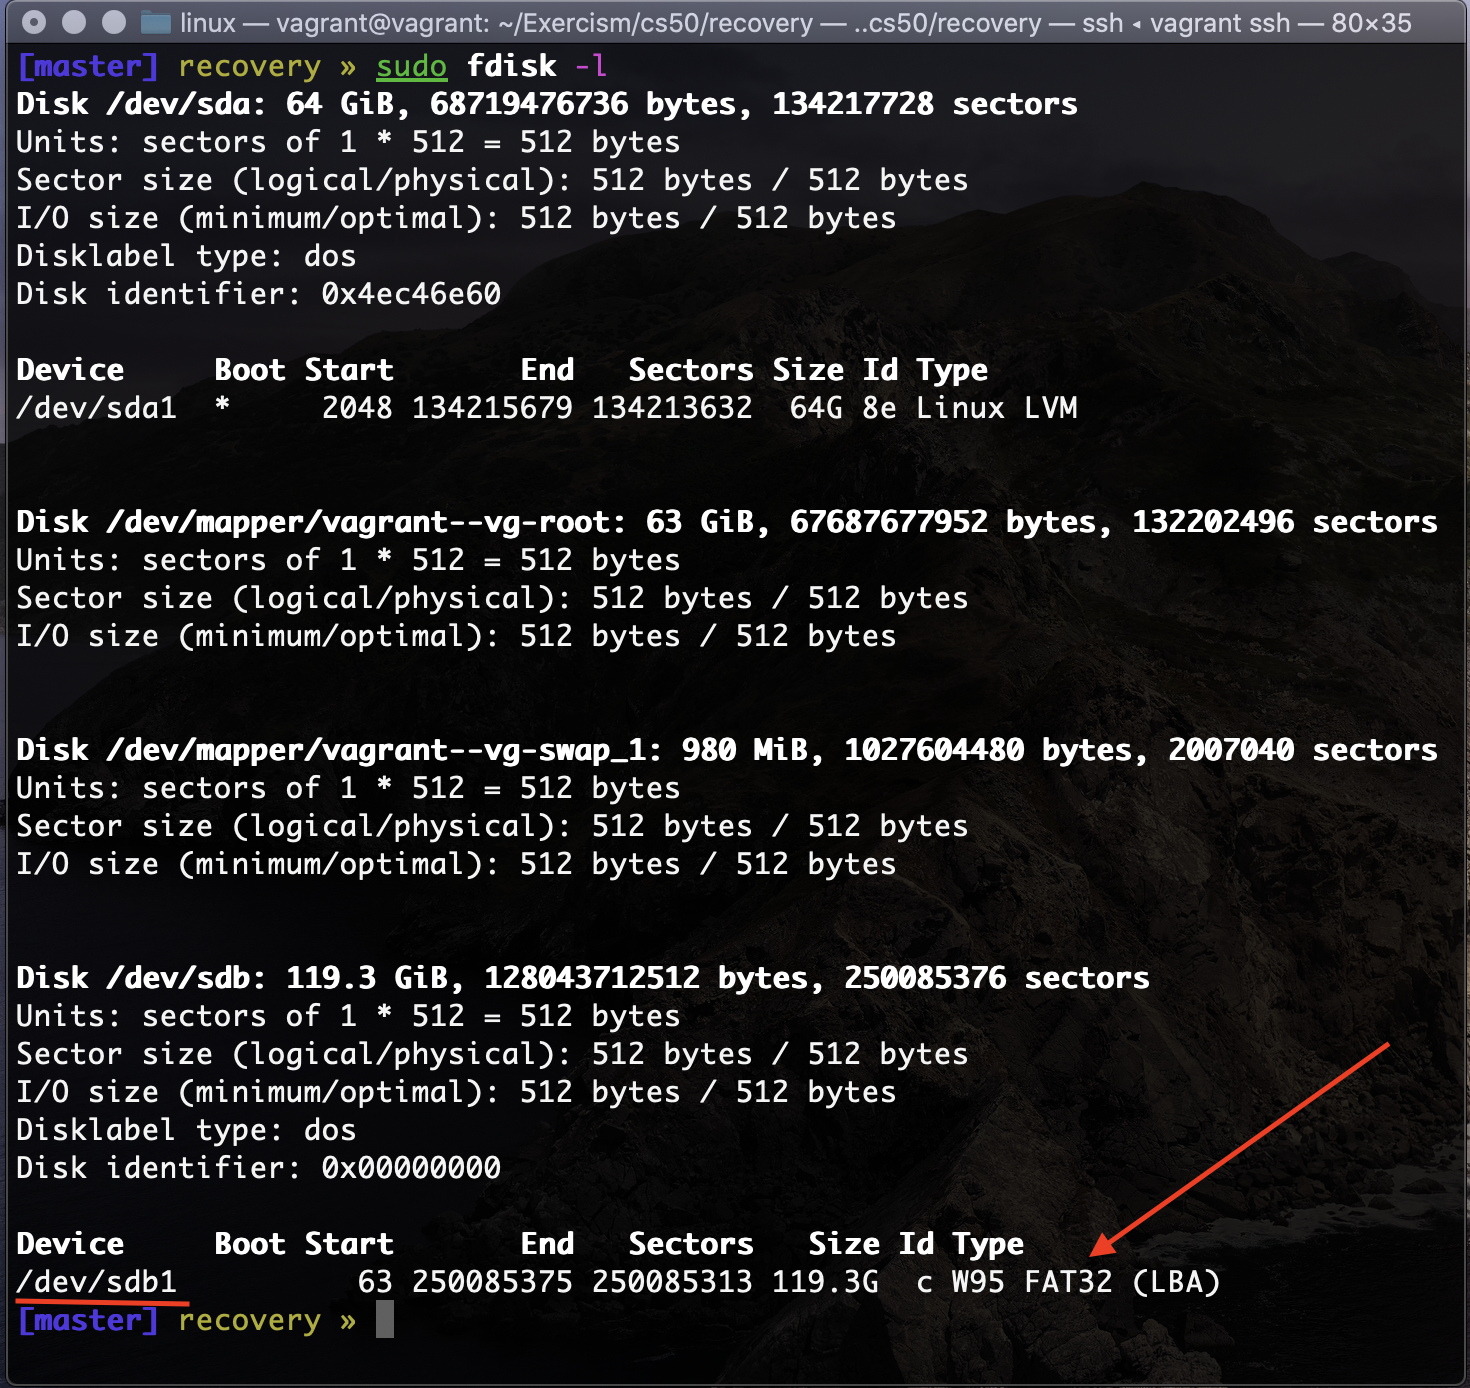 linux — vagrant@vagrant: ~/Exercism/cs50/recovery — ..cs50/recovery — ssh ◂ vagrant ssh — 80×35
[master] recovery » sudo fdisk -l
Disk /dev/sda: 64 GiB, 68719476736 bytes, 134217728 sectors
Units: sectors of 1 * 512 = 512 bytes
Sector size (logical/physical): 512 bytes / 512 bytes
I/O size (minimum/optimal): 512 bytes / 512 bytes
Disklabel type: dos
Disk identifier: 0x4ec46e60
Device     Boot Start       End   Sectors Size Id Type
/dev/sda1  *     2048 134215679 134213632  64G 8e Linux LVM
Disk /dev/mapper/vagrant--vg-root: 63 GiB, 67687677952 bytes, 132202496 sectors
Units: sectors of 1 * 512 = 512 bytes
Sector size (logical/physical): 512 bytes / 512 bytes
I/O size (minimum/optimal): 512 bytes / 512 bytes
Disk /dev/mapper/vagrant--vg-swap_1: 980 MiB, 1027604480 bytes, 2007040 sectors
Units: sectors of 1 * 512 = 512 bytes
Sector size (logical/physical): 512 bytes / 512 bytes
I/O size (minimum/optimal): 512 bytes / 512 bytes
Disk /dev/sdb: 119.3 GiB, 128043712512 bytes, 250085376 sectors
Units: sectors of 1 * 512 = 512 bytes
Sector size (logical/physical): 512 bytes / 512 bytes
I/O size (minimum/optimal): 512 bytes / 512 bytes
Disklabel type: dos
Disk identifier: 0x00000000
Device     Boot Start       End   Sectors   Size Id Type
/dev/sdb1          63 250085375 250085313 119.3G  c W95 FAT32 (LBA)
[master] recovery »